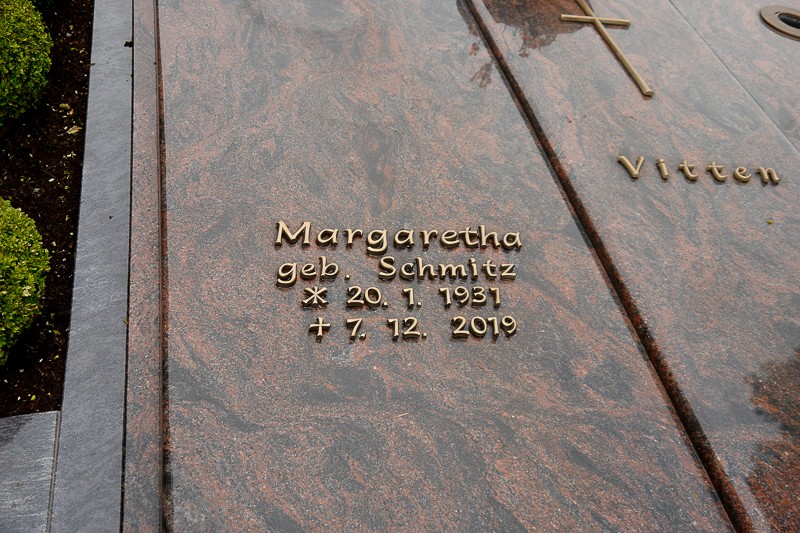 Vitten
Margaretha
geb. Schmitz
* 20. 1. 1931
† 7. 12. 2019